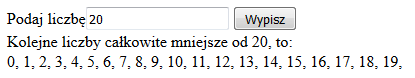 Podaj liczbę 20 Wypisz
Kolejne liczby całkowite mniejsze od 20, to:
0, 1, 2, 3, 4, 5, 6, 7, 8, 9, 10, 11, 12, 13, 14, 15, 16, 17, 18, 19,